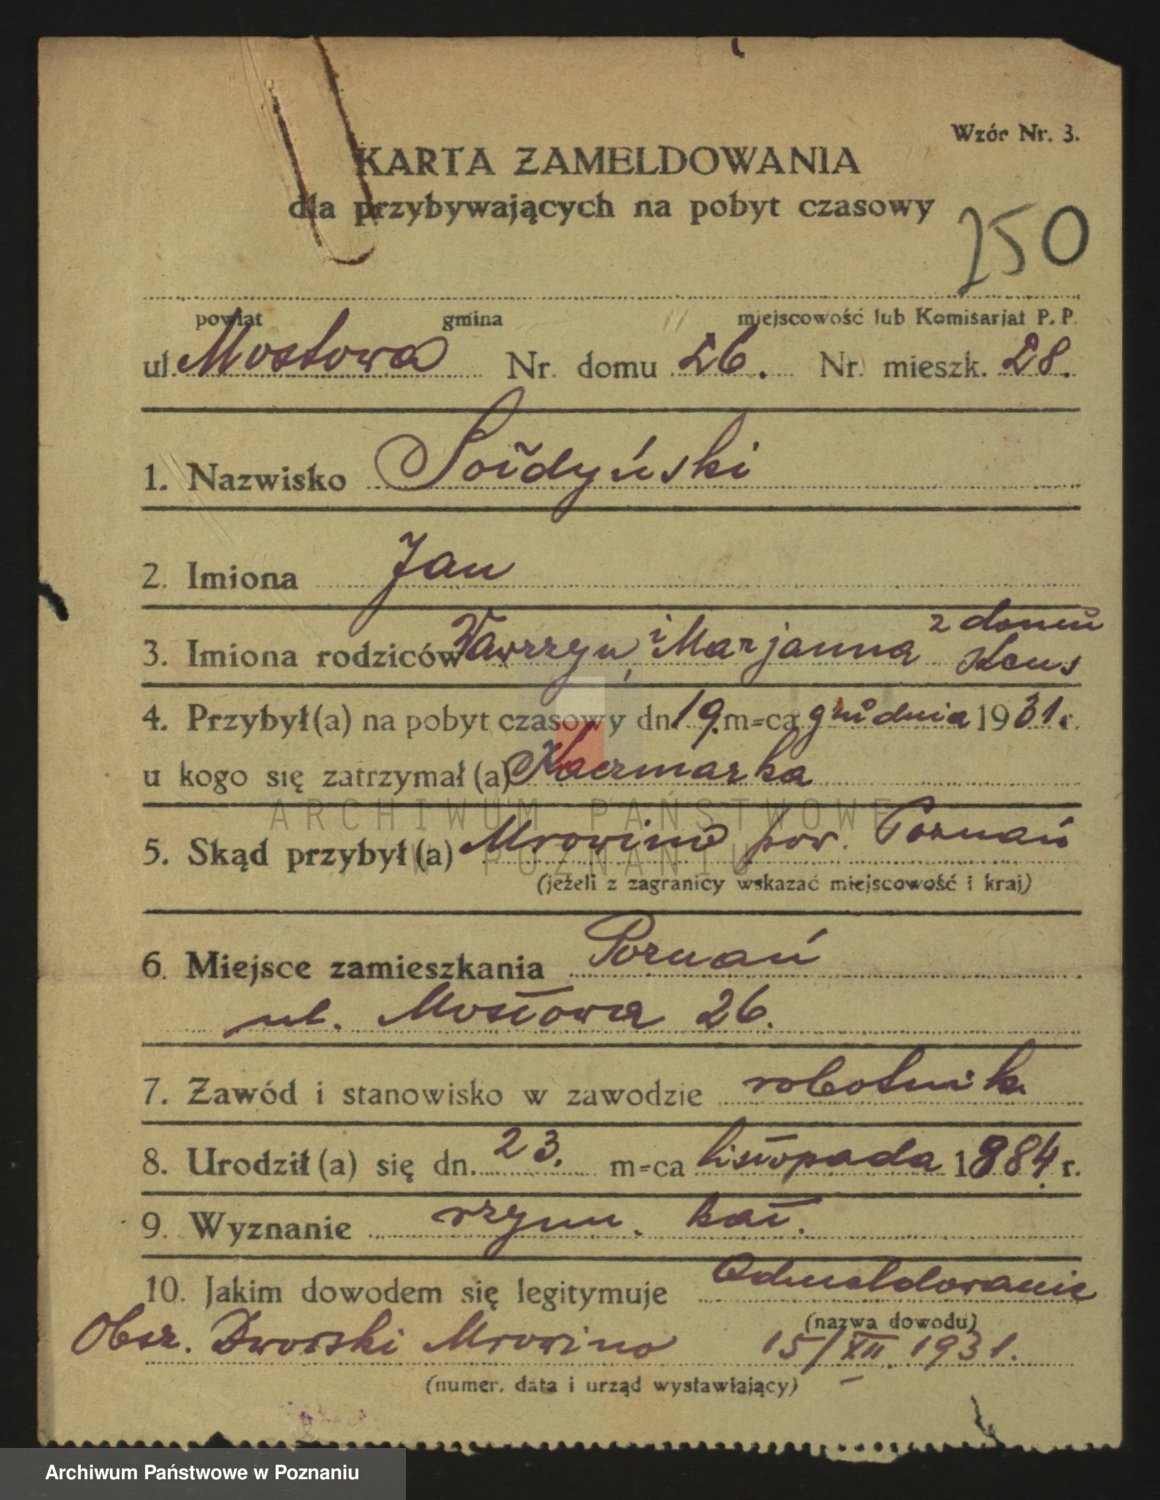 Wzór Nr. 3.
KARTA ZAMELDOWANIA
dla przybywających na pobyt czasowy
250
powiat gmina miejscowość lub Komisarjat P. P.
ul. Mostowa Nr. domu 26. Nr. mieszk. 28.
1. Nazwisko Sołdyński
2. Imiona Jan
z domu
3. Imiona rodziców Wawrzyn, i Marjanna
4. Przybył(a) na pobyt czasowy dn. 19. m=ca grudnia 1931 r.
u kogo się zatrzymał(a) Kaczmarka
ARCHIWUM PAŃSTWOWE
5. Skąd przybył(a) Mrowino pow. Poznań
W POZNANIU
(jeżeli z zagranicy wskazać miejscowość i kraj)
6. Miejsce zamieszkania Poznań
ul. Mostowa 26.
7. Zawód i stanowisko w zawodzie robotnik
8. Urodził(a) się dn. 23. m=ca listopada 1884 r.
9. Wyznanie rzym. kat.
10. Jakim dowodem się legitymuje Odmeldowanie
(nazwa dowodu)
Obsz. Dworski Mrowino 15/XII. 1931.
(numer, data i urząd wystawiający)
Archiwum Państwowe w Poznaniu